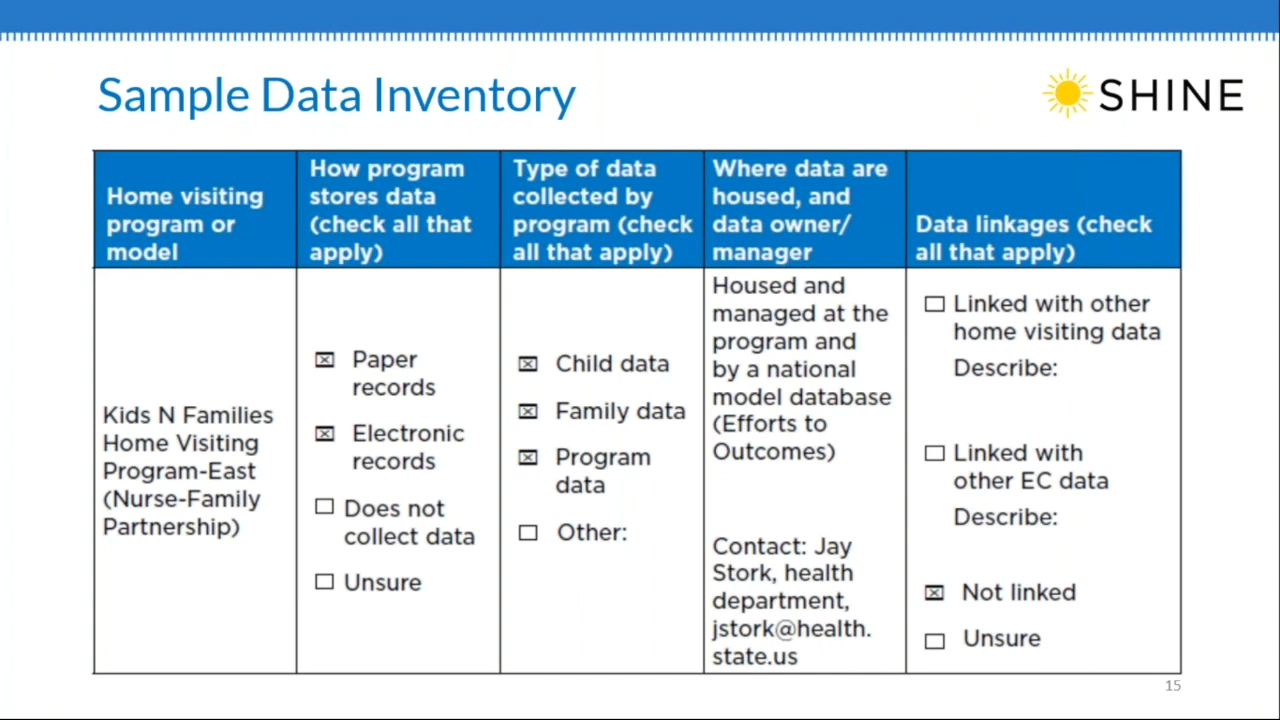 Sample Data Inventory
SHINE
Home visiting
program or
model
How program
stores data
(check all that
apply)
Type of data
collected by
program (check
all that apply)
Where data are
housed, and
data owner/
manager
Data linkages (check
all that apply)
Kids N Families
Home Visiting
Program-East
(Nurse-Family
Partnership)
☒ Paper
records
☒ Electronic
records
☐ Does not
collect data
☐ Unsure
☒ Child data
☒ Family data
☒ Program
data
☐ Other:
Housed and
managed at the
program and
by a national
model database
(Efforts to
Outcomes)
Contact: Jay
Stork, health
department,
jstork@health.
state.us
☐ Linked with other
home visiting data
Describe:
☐ Linked with
other EC data
Describe:
☒ Not linked
☐ Unsure
15